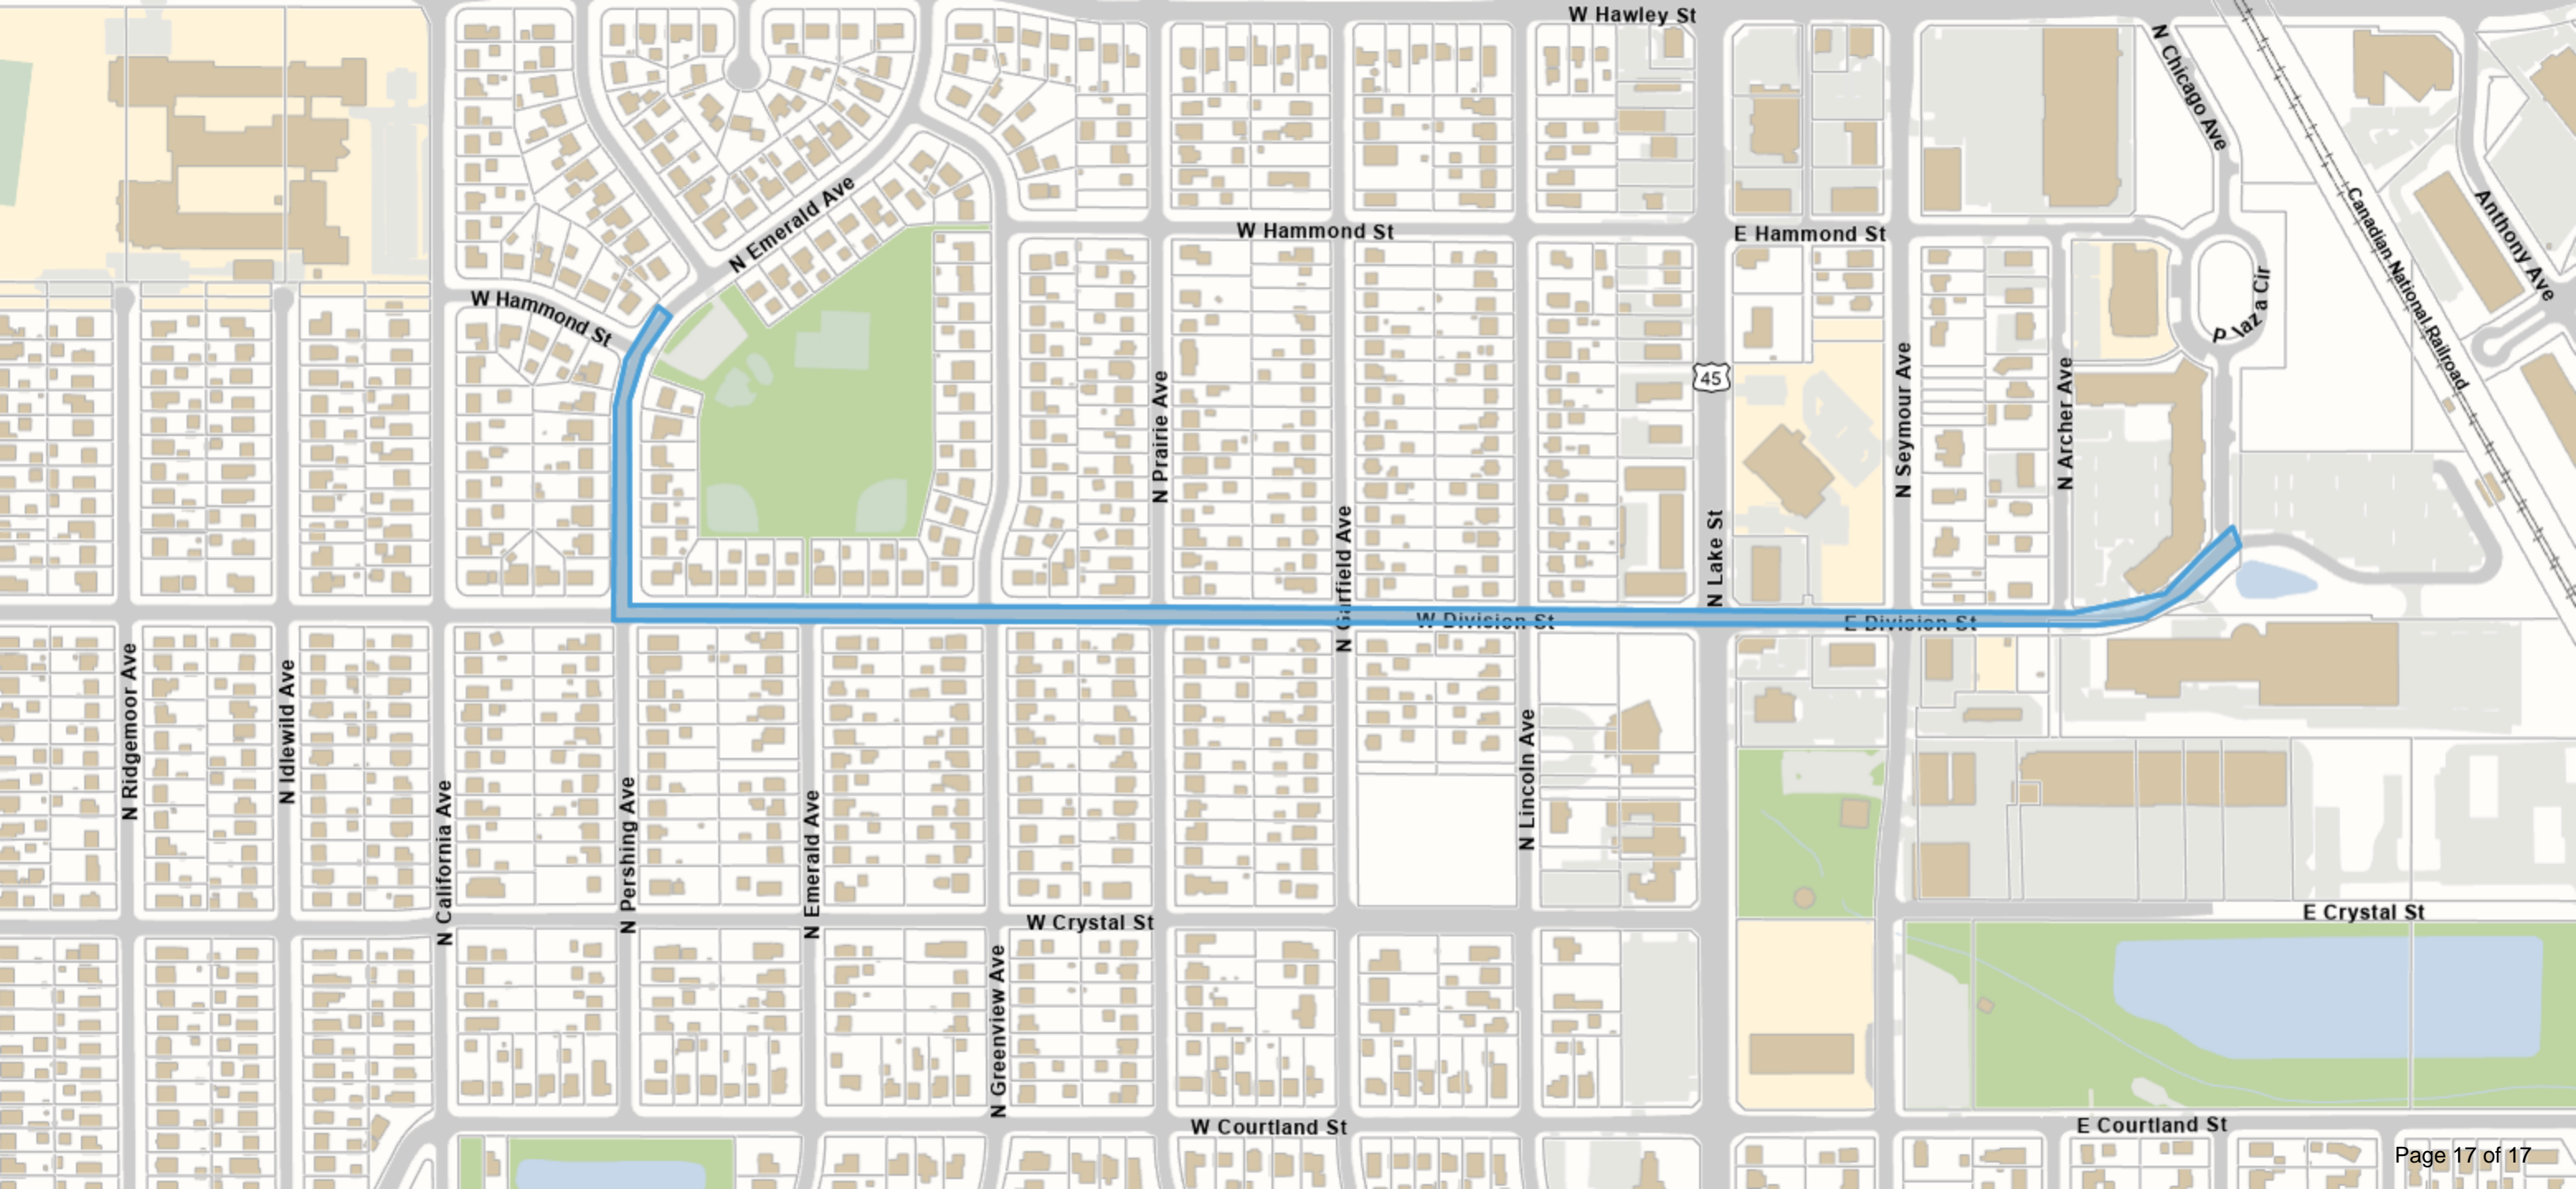 W Hawley St
N Chicago Ave
N Emerald Ave
Canadian National Railroad
Anthony Ave
W Hammond St
E Hammond St
W Hammond St
Plaza Cir
45
N Prairie Ave
N Seymour Ave
N Archer Ave
N Garfield Ave
N Lake St
W Division St
E Division St
N Ridgemoor Ave
N Idlewild Ave
N California Ave
N Pershing Ave
N Emerald Ave
N Lincoln Ave
W Crystal St
E Crystal St
N Greenview Ave
W Courtland St
E Courtland St
Page 17 of 17